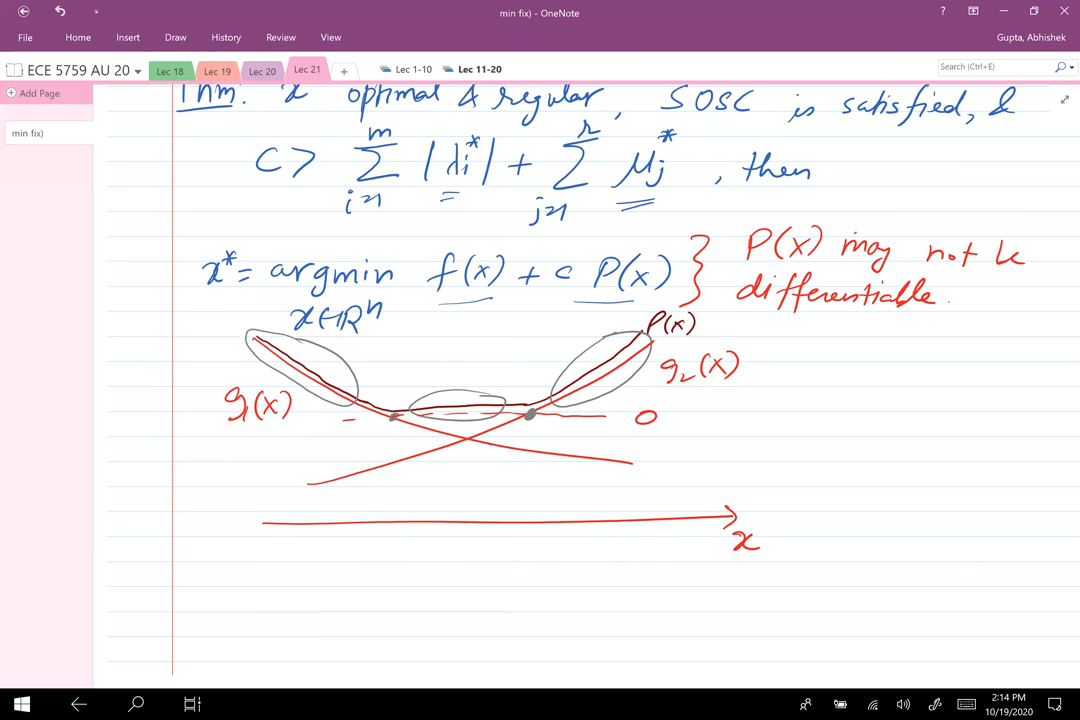 min fix) - OneNote
File Home Insert Draw History Review View Gupta, Abhishek
ECE 5759 AU 20 Lec 18 Lec 19 Lec 20 Lec 21 + Lec 1-10 Lec 11-20 Search (Ctrl+E)
Add Page
min fix)
Thm: x* optimal & regular, SOSC is satisfied, &
C > Σ_{i=1}^{m} |λi*| + Σ_{j=1}^{r} μj* , then
x* = argmin f(x) + c P(x) } P(x) may not be
x∈ℝⁿ differentiable.
P(x)
g₂(x)
g₁(x)
0
x
2:14 PM
10/19/2020